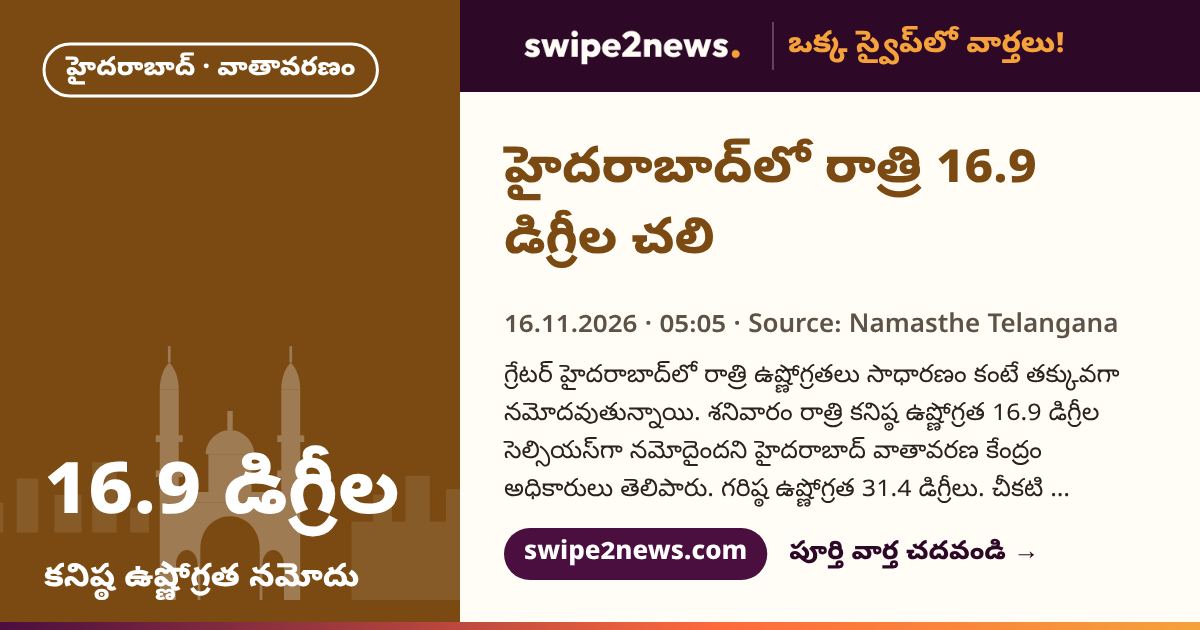 హైదరాబాద్ · వాతావరణం
16.9 డిగ్రీల
కనిష్ఠ ఉష్ణోగ్రత నమోదు
swipe2news.
ఒక్క స్వైప్‌లో వార్తలు!
హైదరాబాద్‌లో రాత్రి 16.9
డిగ్రీల చలి
16.11.2026 · 05:05 · Source: Namasthe Telangana
గ్రేటర్ హైదరాబాద్‌లో రాత్రి ఉష్ణోగ్రతలు సాధారణం కంటే తక్కువగా
నమోదవుతున్నాయి. శనివారం రాత్రి కనిష్ఠ ఉష్ణోగ్రత 16.9 డిగ్రీల
సెల్సియస్‌గా నమోదైందని హైదరాబాద్ వాతావరణ కేంద్రం
అధికారులు తెలిపారు. గరిష్ఠ ఉష్ణోగ్రత 31.4 డిగ్రీలు. చీకటి ...
swipe2news.com
పూర్తి వార్త చదవండి →